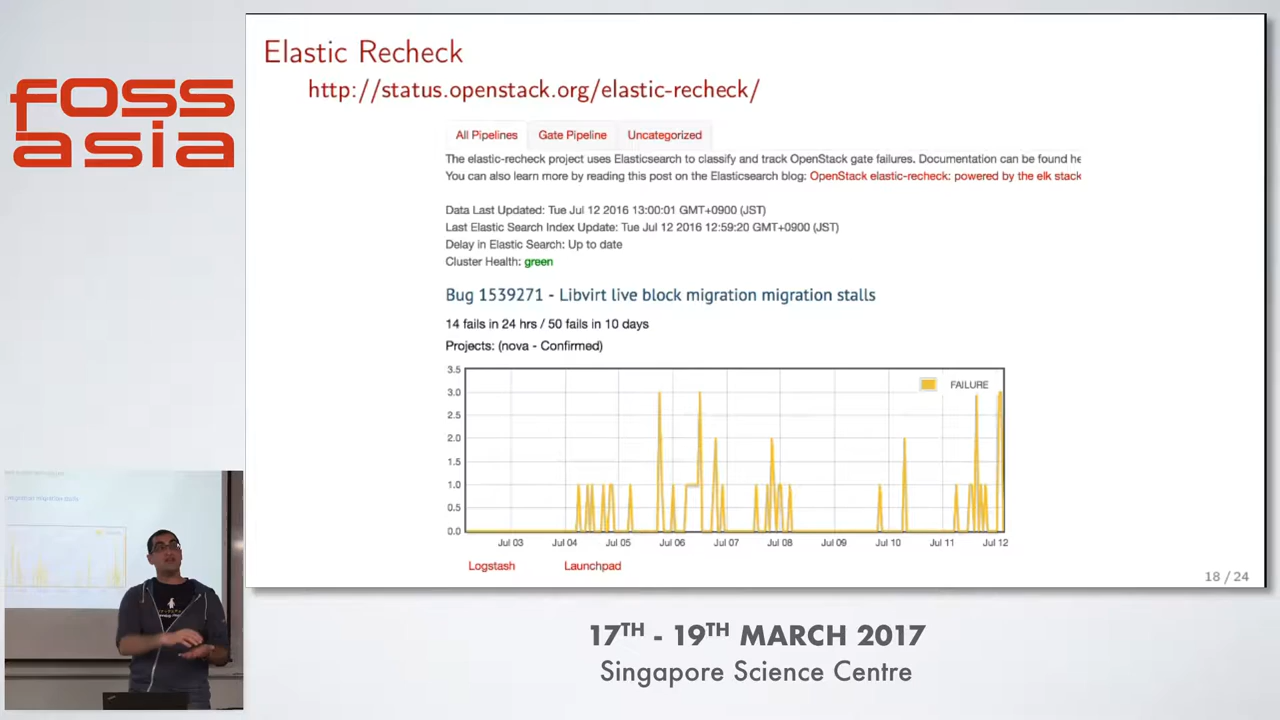 foss
asia
Elastic Recheck
http://status.openstack.org/elastic-recheck/
All Pipelines
Gate Pipeline
Uncategorized
The elastic-recheck project uses Elasticsearch to classify and track OpenStack gate failures. Documentation can be found he
You can also learn more by reading this post on the Elasticsearch blog: OpenStack elastic-recheck: powered by the elk stack
Data Last Updated: Tue Jul 12 2016 13:00:01 GMT+0900 (JST)
Last Elastic Search Index Update: Tue Jul 12 2016 12:59:20 GMT+0900 (JST)
Delay in Elastic Search: Up to date
Cluster Health: green
Bug 1539271 - Libvirt live block migration migration stalls
14 fails in 24 hrs / 50 fails in 10 days
Projects: (nova - Confirmed)
FAILURE
3.5
3.0
2.5
2.0
1.5
1.0
0.5
0.0
Jul 03
Jul 04
Jul 05
Jul 06
Jul 07
Jul 08
Jul 09
Jul 10
Jul 11
Jul 12
Logstash
Launchpad
18 / 24
17TH - 19TH MARCH 2017
Singapore Science Centre